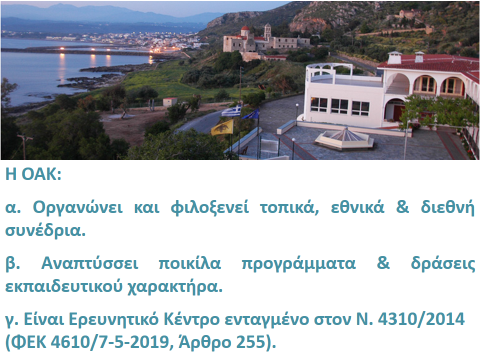 Η ΟΑΚ:
α. Οργανώνει και φιλοξενεί τοπικά, εθνικά & διεθνή
συνέδρια.
β. Αναπτύσσει ποικίλα προγράμματα & δράσεις
εκπαιδευτικού χαρακτήρα.
γ. Είναι Ερευνητικό Κέντρο ενταγμένο στον Ν. 4310/2014
(ΦΕΚ 4610/7-5-2019, Άρθρο 255).